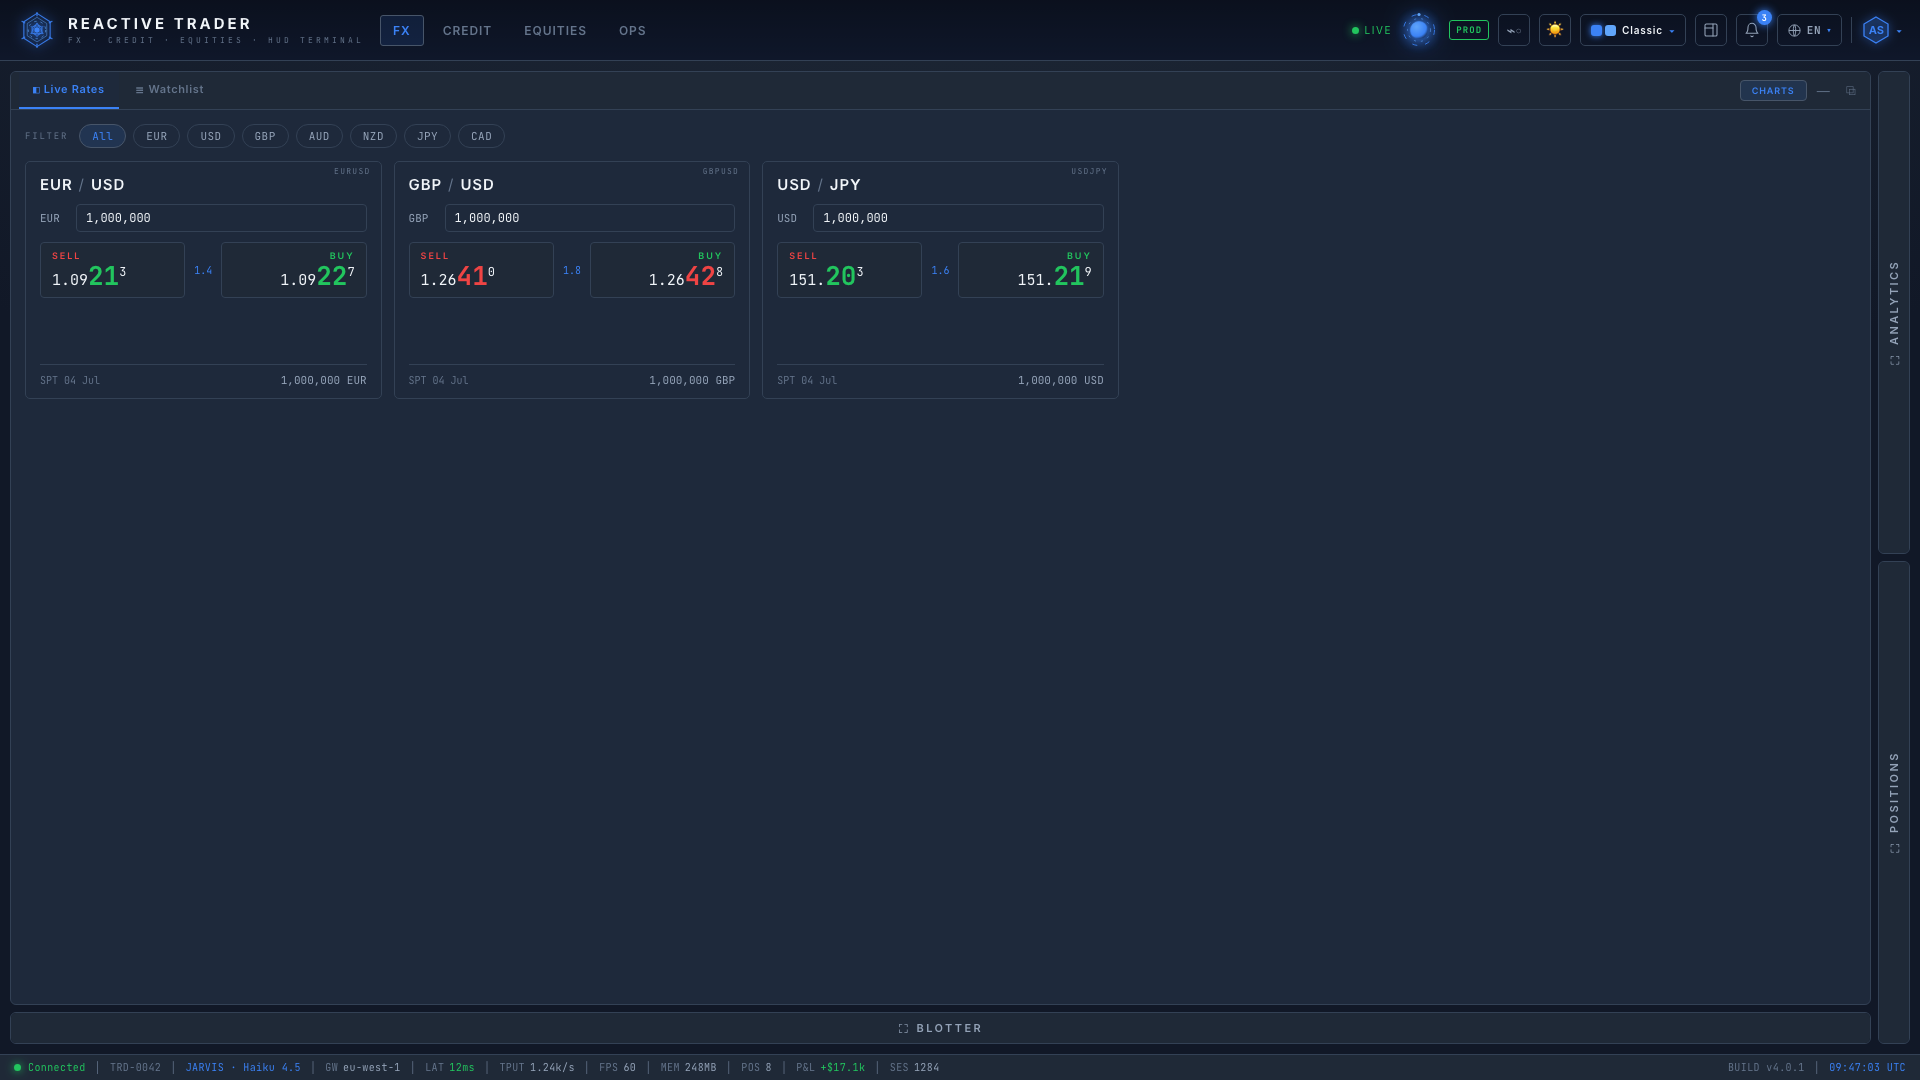 REACTIVE TRADER
FX · CREDIT · EQUITIES · HUD TERMINAL
FX CREDIT EQUITIES OPS
LIVE PROD Classic 3 EN AS
Live Rates Watchlist CHARTS
FILTER All EUR USD GBP AUD NZD JPY CAD
EURUSD
EUR / USD
EUR 1,000,000
SELL BUY
1.09213 1.4 1.09227
SPT 04 Jul 1,000,000 EUR
GBPUSD
GBP / USD
GBP 1,000,000
SELL BUY
1.26410 1.8 1.26428
SPT 04 Jul 1,000,000 GBP
USDJPY
USD / JPY
USD 1,000,000
SELL BUY
151.203 1.6 151.219
SPT 04 Jul 1,000,000 USD
ANALYTICS
POSITIONS
BLOTTER
Connected TRD-0042 JARVIS · Haiku 4.5 GW eu-west-1 LAT 12ms TPUT 1.24k/s FPS 60 MEM 248MB POS 8 P&L +$17.1k SES 1284 BUILD v4.0.1 09:47:03 UTC